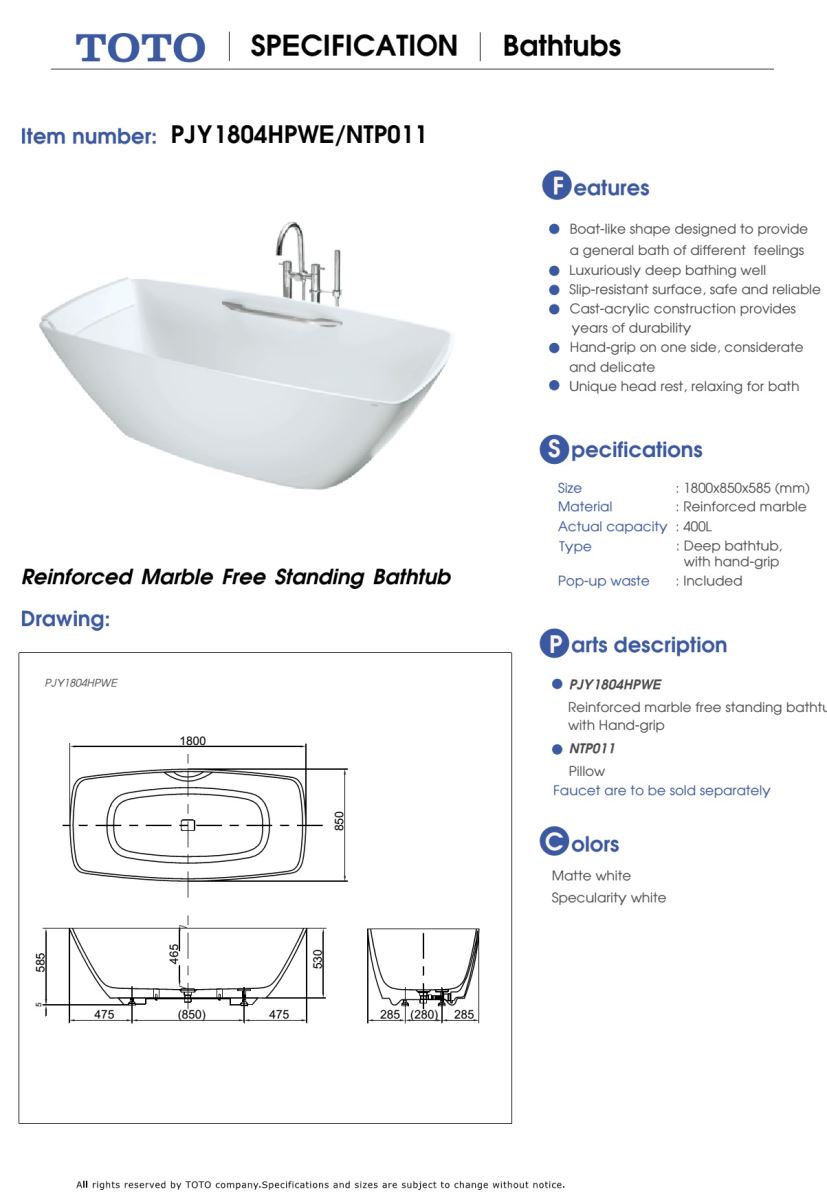 TOTO SPECIFICATION Bathtubs
Item number: PJY1804HPWE/NTP011
Features
Boat-like shape designed to provide
a general bath of different feelings
Luxuriously deep bathing well
Slip-resistant surface, safe and reliable
Cast-acrylic construction provides
years of durability
Hand-grip on one side, considerate
and delicate
Unique head rest, relaxing for bath
Specifications
Size : 1800x850x585 (mm)
Material : Reinforced marble
Actual capacity : 400L
Type : Deep bathtub,
with hand-grip
Pop-up waste : Included
Reinforced Marble Free Standing Bathtub
Drawing:
Parts description
PJY1804HPWE
Reinforced marble free standing bathtu
with Hand-grip
NTP011
Pillow
Faucet are to be sold separately
Colors
Matte white
Specularity white
PJY1804HPWE
1800
850
585
465
530
5
475 (850) 475
285 (280) 285
All rights reserved by TOTO company.Specifications and sizes are subject to change without notice.